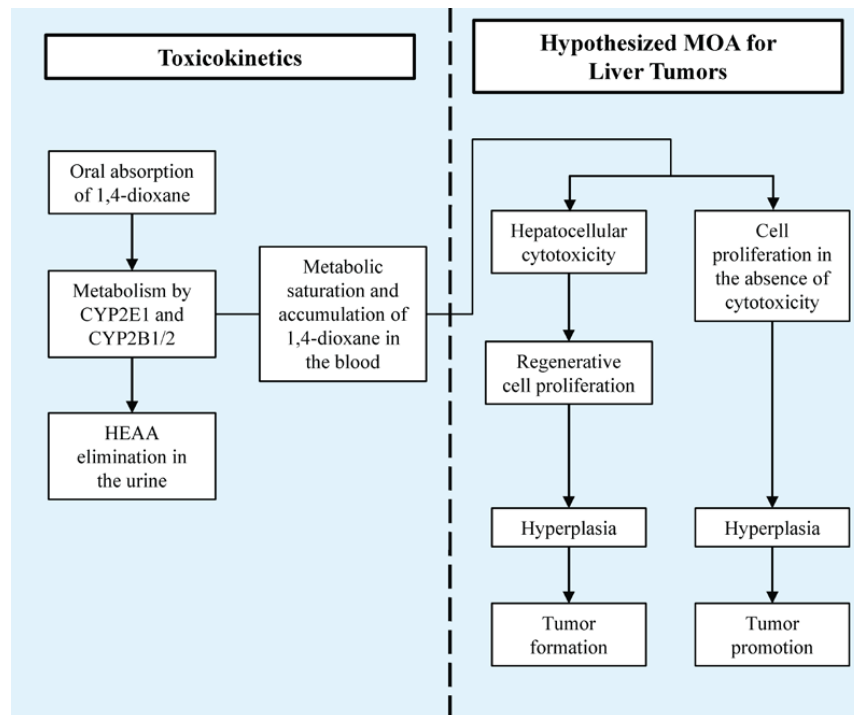 Toxicokinetics
Hypothesized MOA for
Liver Tumors
Oral absorption
of 1,4-dioxane
Metabolism by
CYP2E1 and
CYP2B1/2
HEAA
elimination in
the urine
Metabolic
saturation and
accumulation of
1,4-dioxane in
the blood
Hepatocellular
cytotoxicity
Regenerative
cell proliferation
Hyperplasia
Tumor
formation
Cell
proliferation in
the absence of
cytotoxicity
Hyperplasia
Tumor
promotion